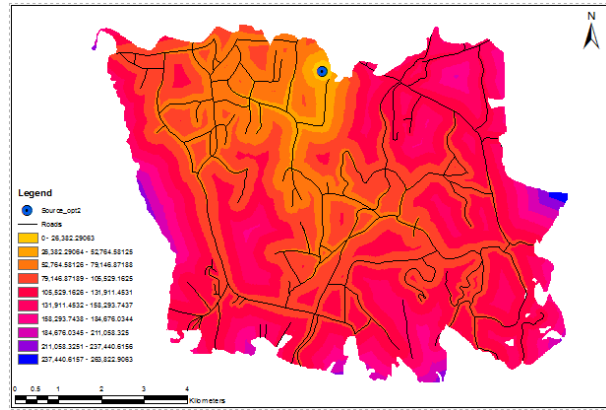 N
Legend
Source_opt2
Roads
0 - 26,382.29063
26,382.29064 - 52,764.58125
52,764.58126 - 79,146.87188
79,146.87189 - 105,529.1625
105,529.1626 - 131,911.4531
131,911.4532 - 158,293.7437
158,293.7438 - 184,676.0344
184,676.0345 - 211,058.325
211,058.3251 - 237,440.6156
237,440.6157 - 263,822.9063
0 0.5 1 2 3 4
Kilometers